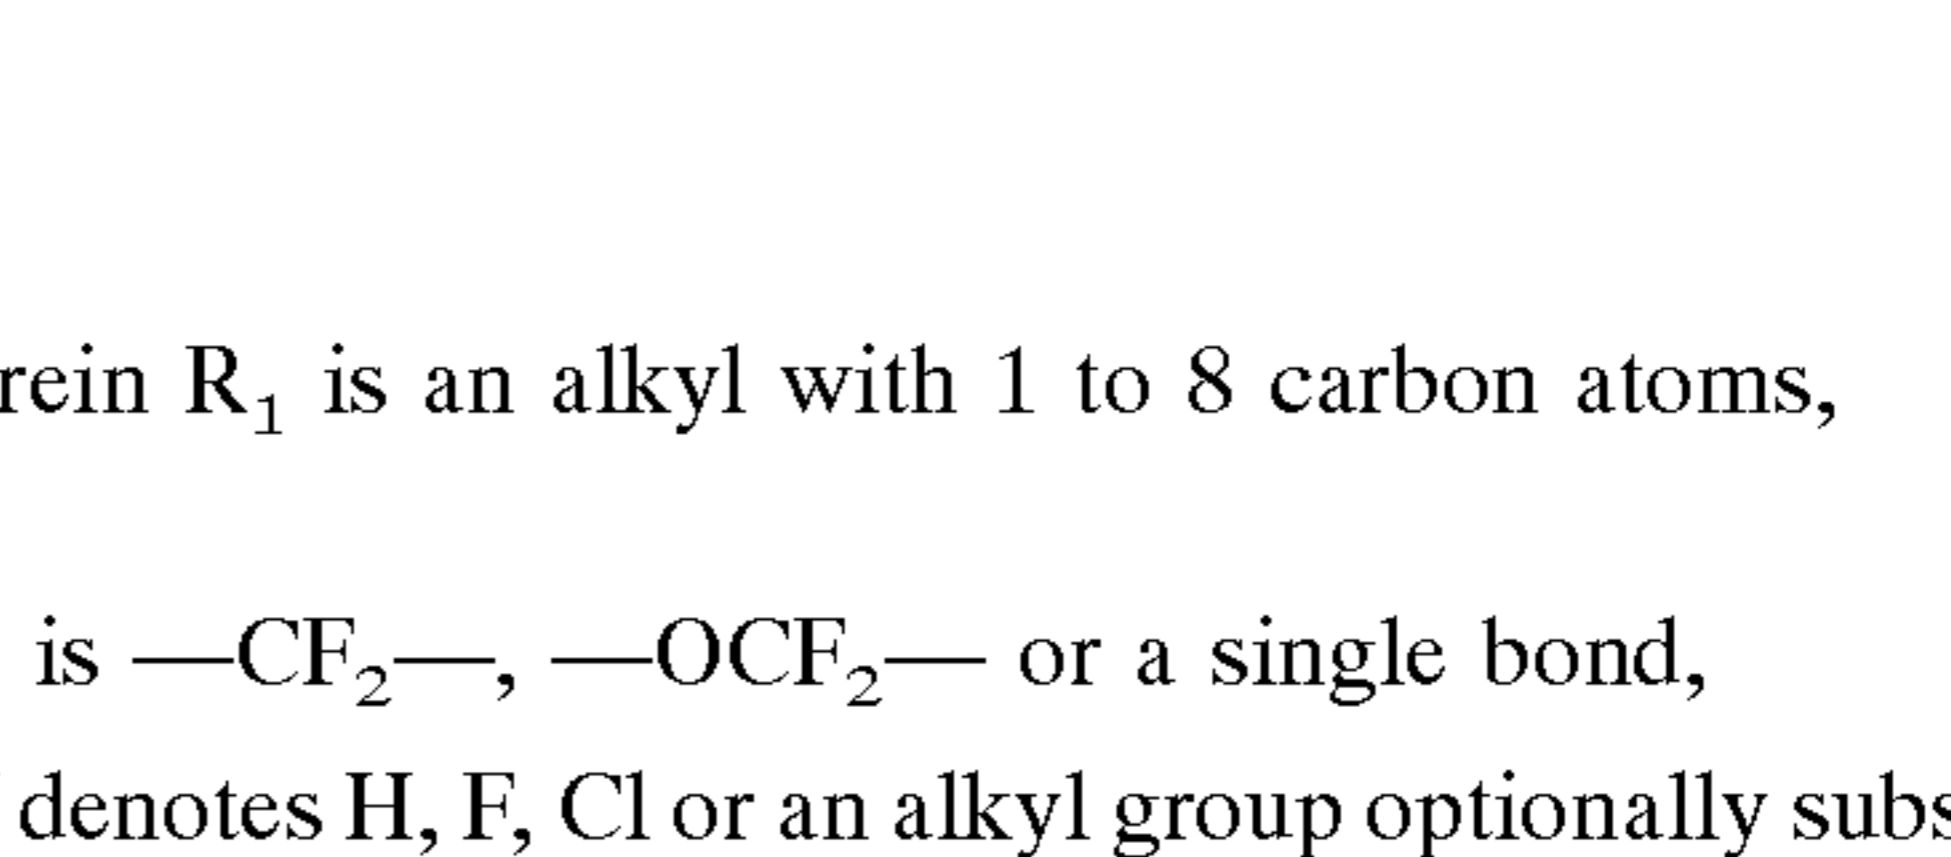 rein R₁ is an alkyl with 1 to 8 carbon atoms,
is —CF₂—, —OCF₂— or a single bond,
denotes H, F, Cl or an alkyl group optionally subs